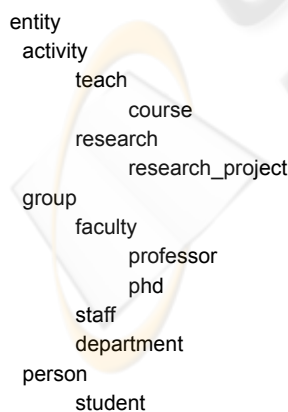 entity
activity
teach
course
research
research_project
group
faculty
professor
phd
staff
department
person
student